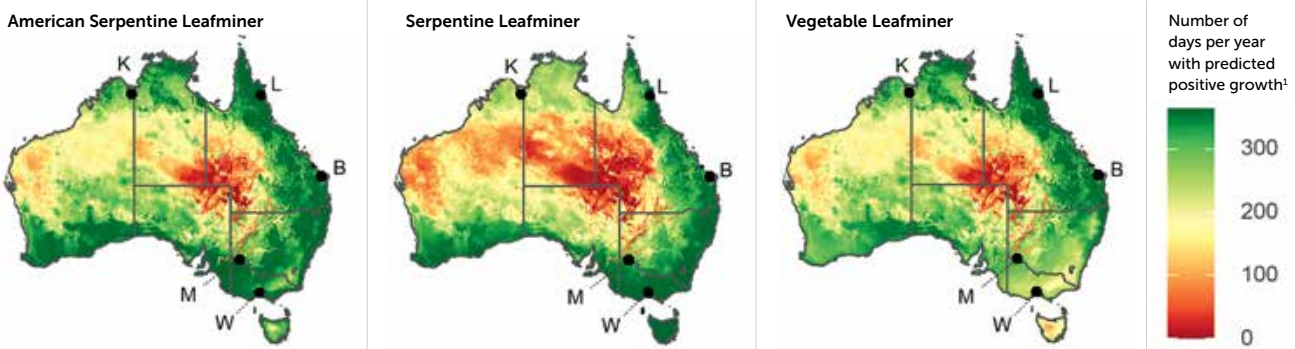 American Serpentine Leafminer
K
L
B
M
W
Serpentine Leafminer
K
L
B
M
W
Vegetable Leafminer
K
L
B
M
W
Number of
days per year
with predicted
positive growth¹
300
200
100
0